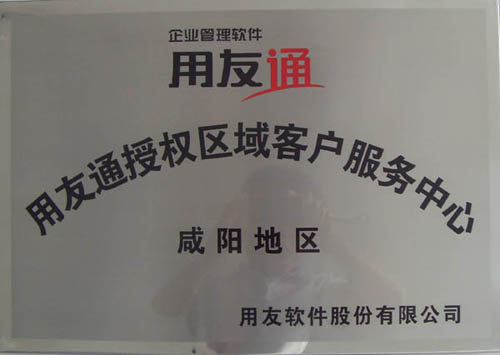 企业管理软件
用友通
用友通授权区域客户服务中心
咸阳地区
用友软件股份有限公司